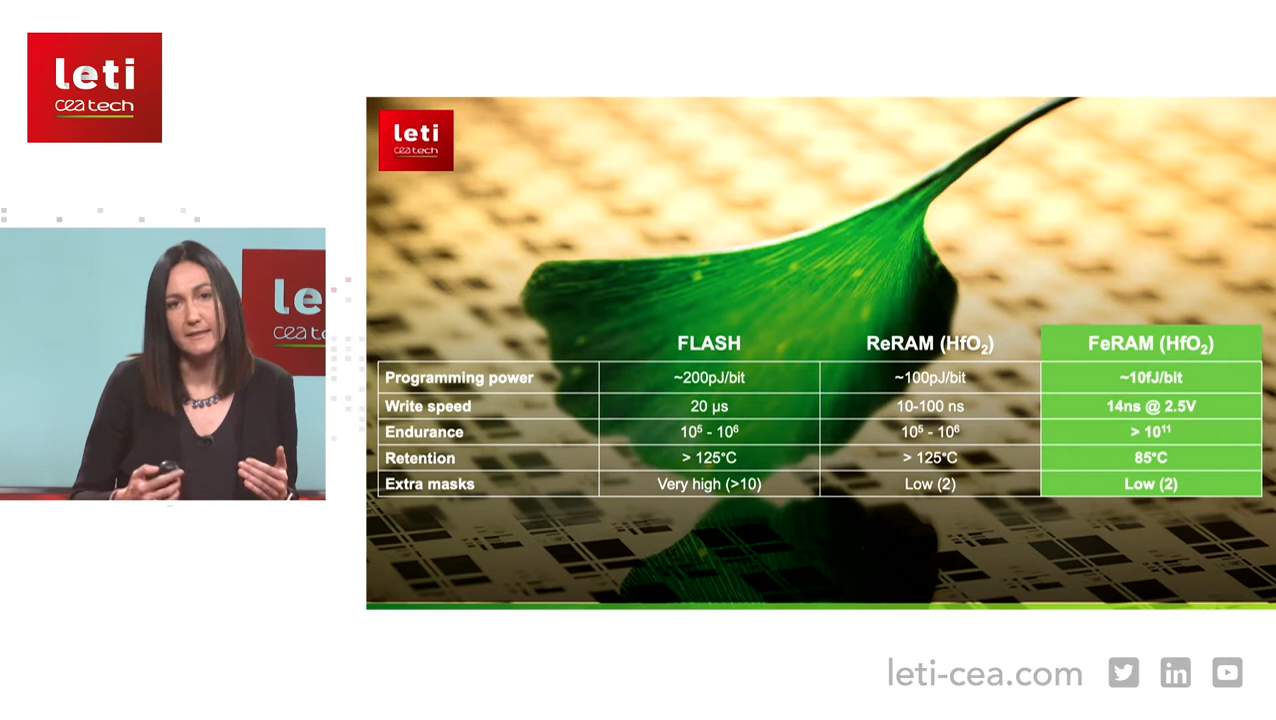 leti
cea tech
leti
cea tech
le
cea te
FLASH ReRAM (HfO₂) FeRAM (HfO₂)
Programming power ~200pJ/bit ~100pJ/bit ~10fJ/bit
Write speed 20 µs 10-100 ns 14ns @ 2.5V
Endurance 10⁵ - 10⁶ 10⁵ - 10⁶ > 10¹¹
Retention > 125°C > 125°C 85°C
Extra masks Very high (>10) Low (2) Low (2)
leti-cea.com
in